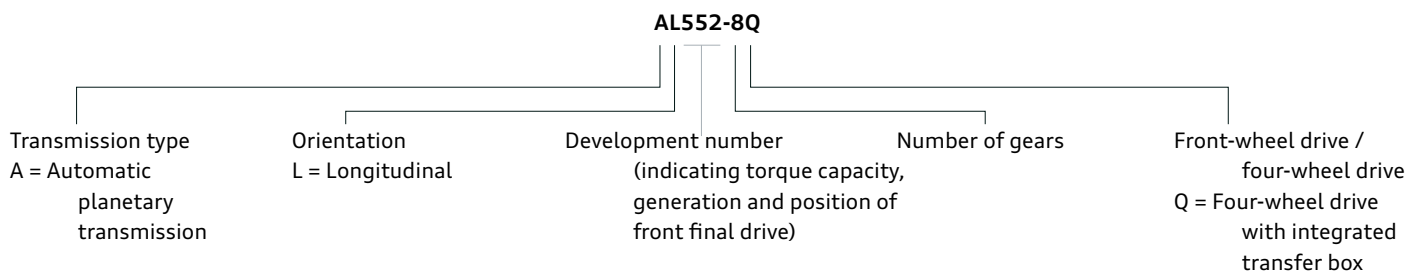 AL552-8Q
Transmission type
A = Automatic
planetary
transmission
Orientation
L = Longitudinal
Development number
(indicating torque capacity,
generation and position of
front final drive)
Number of gears
Front-wheel drive /
four-wheel drive
Q = Four-wheel drive
with integrated
transfer box